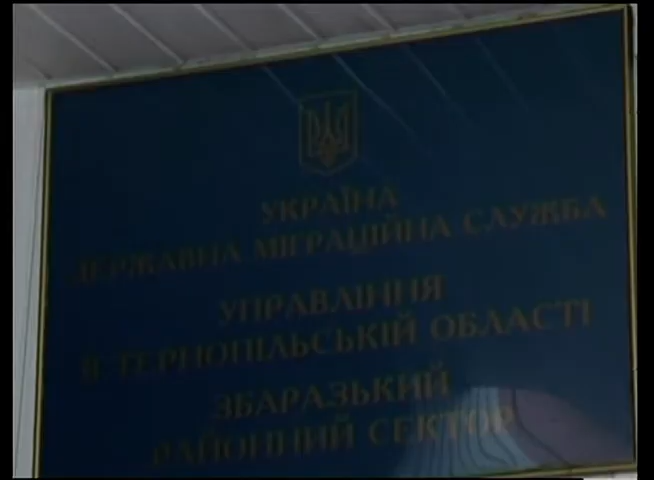 УКРАЇНА
ДЕРЖАВНА МІГРАЦІЙНА СЛУЖБА
УПРАВЛІННЯ
В ТЕРНОПІЛЬСЬКІЙ ОБЛАСТІ
ЗБАРАЗЬКИЙ
РАЙОННИЙ СЕКТОР